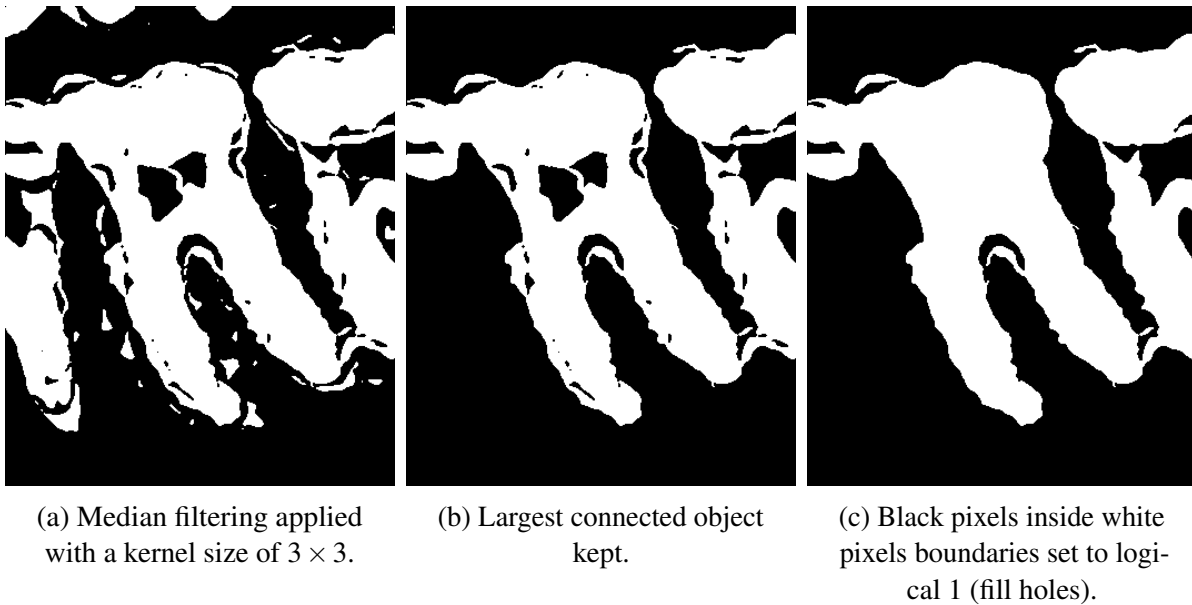 (a) Median filtering applied
with a kernel size of 3 × 3.
(b) Largest connected object
kept.
(c) Black pixels inside white
pixels boundaries set to logi-
cal 1 (fill holes).